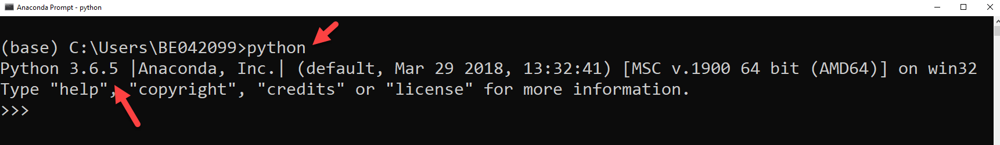 Anaconda Prompt - python
(base) C:\Users\BE042099>python
Python 3.6.5 |Anaconda, Inc.| (default, Mar 29 2018, 13:32:41) [MSC v.1900 64 bit (AMD64)] on win32
Type "help", "copyright", "credits" or "license" for more information.
>>>